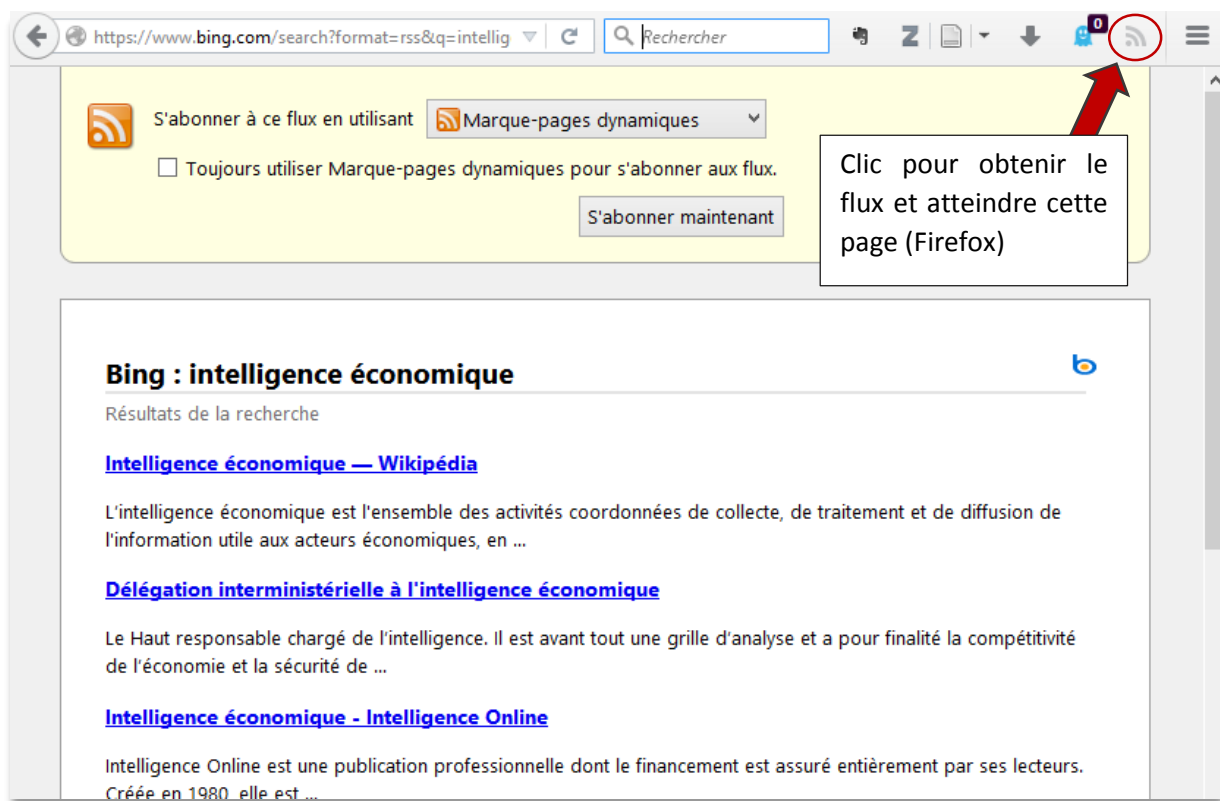 https://www.bing.com/search?format=rss&q=intellig
Rechercher
Z
0
S'abonner à ce flux en utilisant Marque-pages dynamiques
Toujours utiliser Marque-pages dynamiques pour s'abonner aux flux.
S'abonner maintenant
Clic pour obtenir le
flux et atteindre cette
page (Firefox)
Bing : intelligence économique
Résultats de la recherche
Intelligence économique — Wikipédia
L'intelligence économique est l'ensemble des activités coordonnées de collecte, de traitement et de diffusion de
l'information utile aux acteurs économiques, en ...
Délégation interministérielle à l'intelligence économique
Le Haut responsable chargé de l'intelligence. Il est avant tout une grille d'analyse et a pour finalité la compétitivité
de l'économie et la sécurité de ...
Intelligence économique - Intelligence Online
Intelligence Online est une publication professionnelle dont le financement est assuré entièrement par ses lecteurs.
Créée en 1980, elle est ...